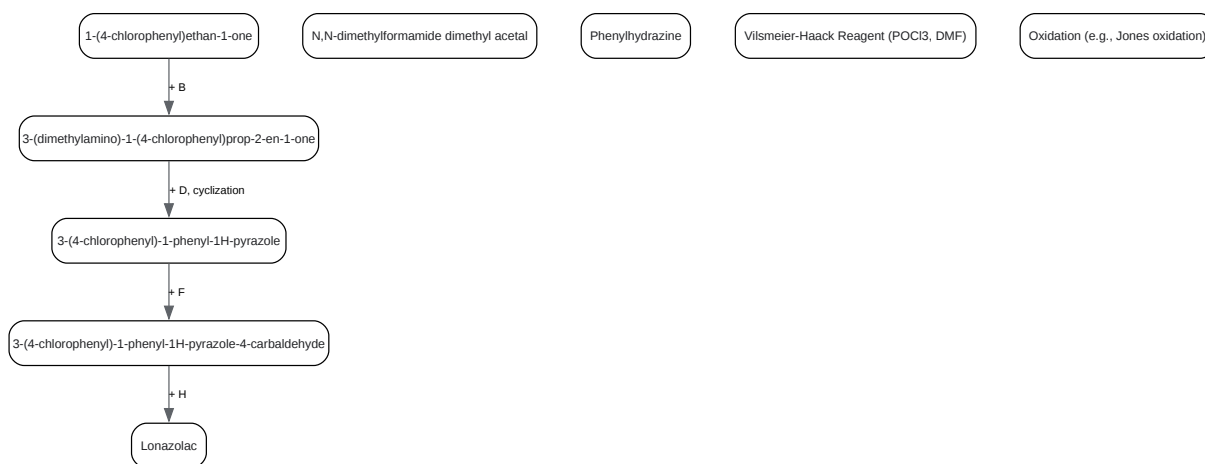 1-(4-chlorophenyl)ethan-1-one
N,N-dimethylformamide dimethyl acetal
Phenylhydrazine
Vilsmeier-Haack Reagent (POCl3, DMF)
Oxidation (e.g., Jones oxidation)
+ B
3-(dimethylamino)-1-(4-chlorophenyl)prop-2-en-1-one
+ D, cyclization
3-(4-chlorophenyl)-1-phenyl-1H-pyrazole
+ F
3-(4-chlorophenyl)-1-phenyl-1H-pyrazole-4-carbaldehyde
+ H
Lonazolac